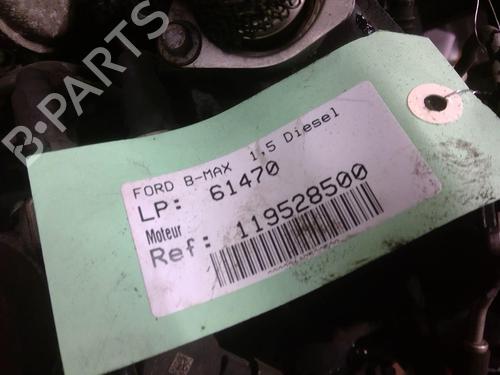 B-PARTS
FORD B-MAX 1,5 Diesel
LP: 61470
Moteur
Ref: 119528500